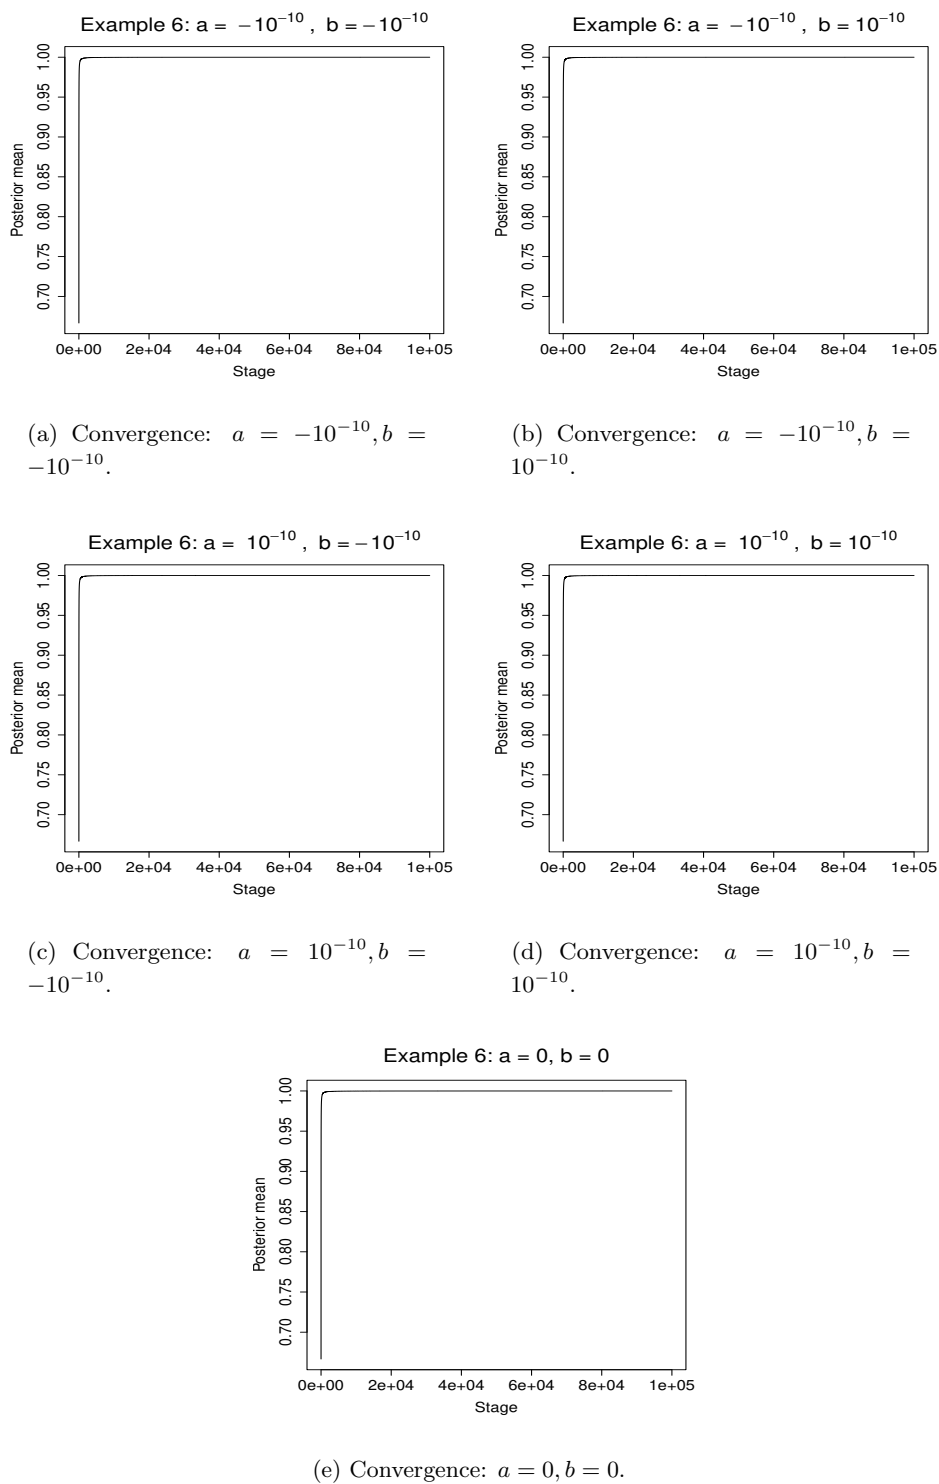 Example 6: a = −10⁻¹⁰ , b = −10⁻¹⁰
Posterior mean
1.00
0.95
0.90
0.85
0.80
0.75
0.70
0e+00 2e+04 4e+04 6e+04 8e+04 1e+05
Stage
(a) Convergence: a = −10⁻¹⁰, b =
−10⁻¹⁰.
Example 6: a = −10⁻¹⁰ , b = 10⁻¹⁰
Posterior mean
1.00
0.95
0.90
0.85
0.80
0.75
0.70
0e+00 2e+04 4e+04 6e+04 8e+04 1e+05
Stage
(b) Convergence: a = −10⁻¹⁰, b =
10⁻¹⁰.
Example 6: a = 10⁻¹⁰ , b = −10⁻¹⁰
Posterior mean
1.00
0.95
0.90
0.85
0.80
0.75
0.70
0e+00 2e+04 4e+04 6e+04 8e+04 1e+05
Stage
(c) Convergence: a = 10⁻¹⁰, b =
−10⁻¹⁰.
Example 6: a = 10⁻¹⁰ , b = 10⁻¹⁰
Posterior mean
1.00
0.95
0.90
0.85
0.80
0.75
0.70
0e+00 2e+04 4e+04 6e+04 8e+04 1e+05
Stage
(d) Convergence: a = 10⁻¹⁰, b =
10⁻¹⁰.
Example 6: a = 0, b = 0
Posterior mean
1.00
0.95
0.90
0.85
0.80
0.75
0.70
0e+00 2e+04 4e+04 6e+04 8e+04 1e+05
Stage
(e) Convergence: a = 0, b = 0.